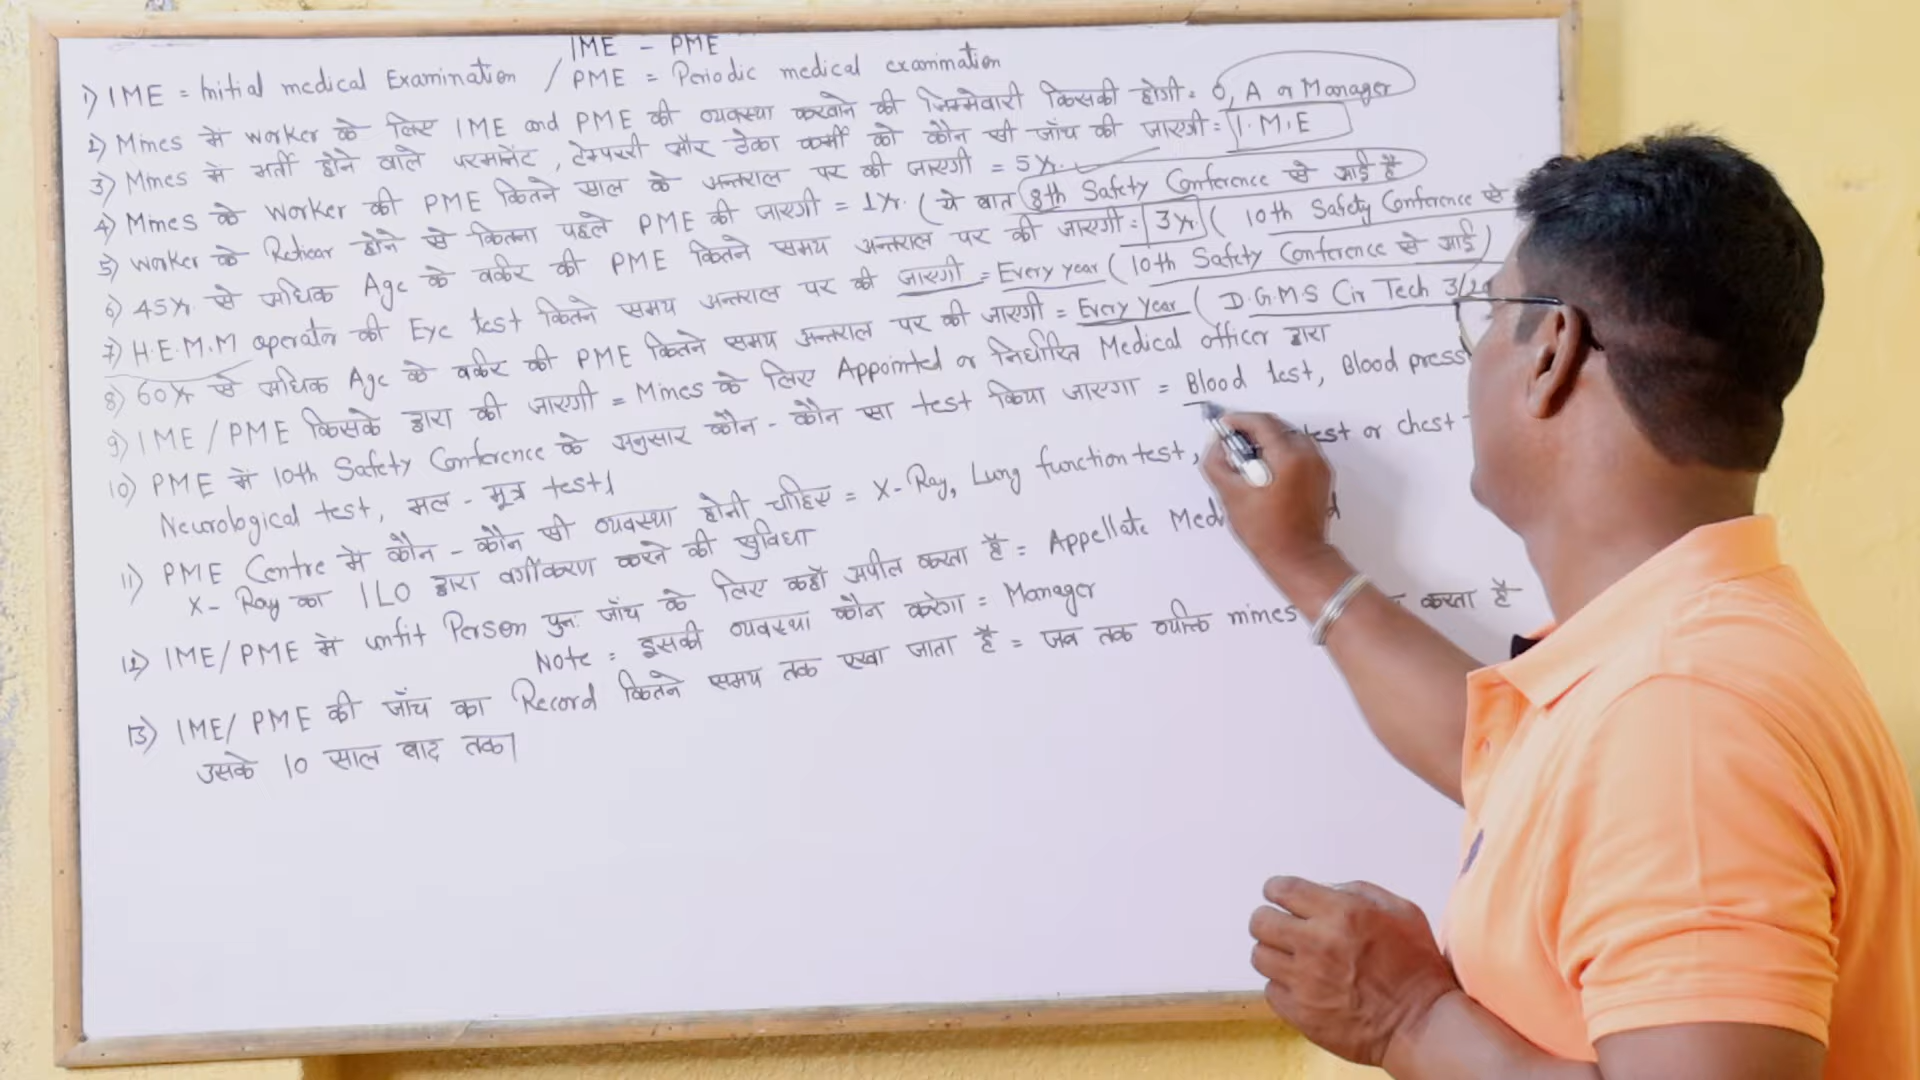 IME - PME
1) IME = Initial medical Examination / PME = Periodic medical examination
2) Mines में worker के लिए IME and PME की व्यवस्था करवाने की जिम्मेवारी किसकी होगी = O, A or Manager
3) Mines में भर्ती होने वाले परमानेंट, टेम्पररी और ठेका कर्मी को कौन सी जाँच की जाएगी = I.M.E
4) Mines के worker की PME कितने साल के अन्तराल पर की जाएगी = 5 Yr.
5) worker के Retiear होने से कितना पहले PME की जाएगी = 1 Yr. ( ये बात 8th Safety Conference से आई है
6) 45 Yr. से अधिक Age के वर्कर की PME कितने समय अन्तराल पर की जाएगी = 3 Yr. ( 10th Safety Conference से
7) H.E.M.M operator की Eye test कितने समय अन्तराल पर की जाएगी = Every year ( 10th Safety Conference से आई )
8) 60 Yr से अधिक Age के वर्कर की PME कितने समय अन्तराल पर की जाएगी = Every Year ( D.G.M.S Cir Tech 3/
9) IME / PME किसके द्वारा की जाएगी = Mines के लिए Appointed or निर्धारित Medical officer द्वारा
10) PME में 10th Safety Conference के अनुसार कौन - कौन सा test किया जाएगा = Blood test, Blood press
Neurological test, मल - मूत्र test।
11) PME Centre में कौन - कौन सी व्यवस्था होनी चाहिए = X- Ray, Lung function test, test or chest
X- Ray का ILO द्वारा वर्गीकरण करने की सुविधा
12) IME/ PME में unfit Person पुनः जाँच के लिए कहाँ अपील करता है = Appellate
Note : इसकी व्यवस्था कौन करेगा = Manager
13) IME/ PME की जाँच का Record कितने समय तक रखा जाता है = जब तक व्यक्ति mines करता है
उसके 10 साल बाद तक।